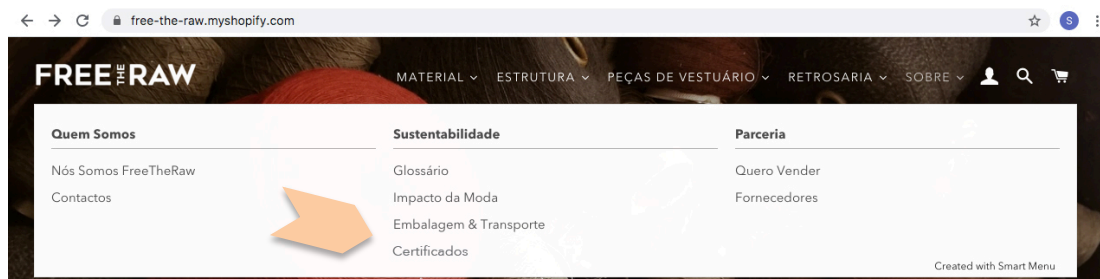 free-the-raw.myshopify.com
S
FREE THE RAW
MATERIAL ESTRUTURA PEÇAS DE VESTUÁRIO RETROSARIA SOBRE
Quem Somos Sustentabilidade Parceria
Nós Somos FreeTheRaw Glossário Quero Vender
Contactos Impacto da Moda Fornecedores
Embalagem & Transporte
Certificados
Created with Smart Menu